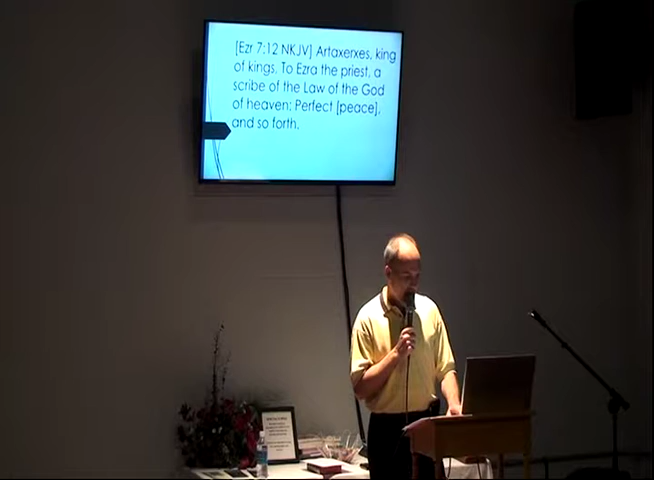 [Ezr 7:12 NKJV] Artaxerxes, king
of kings, To Ezra the priest, a
scribe of the Law of the God
of heaven: Perfect [peace],
and so forth.